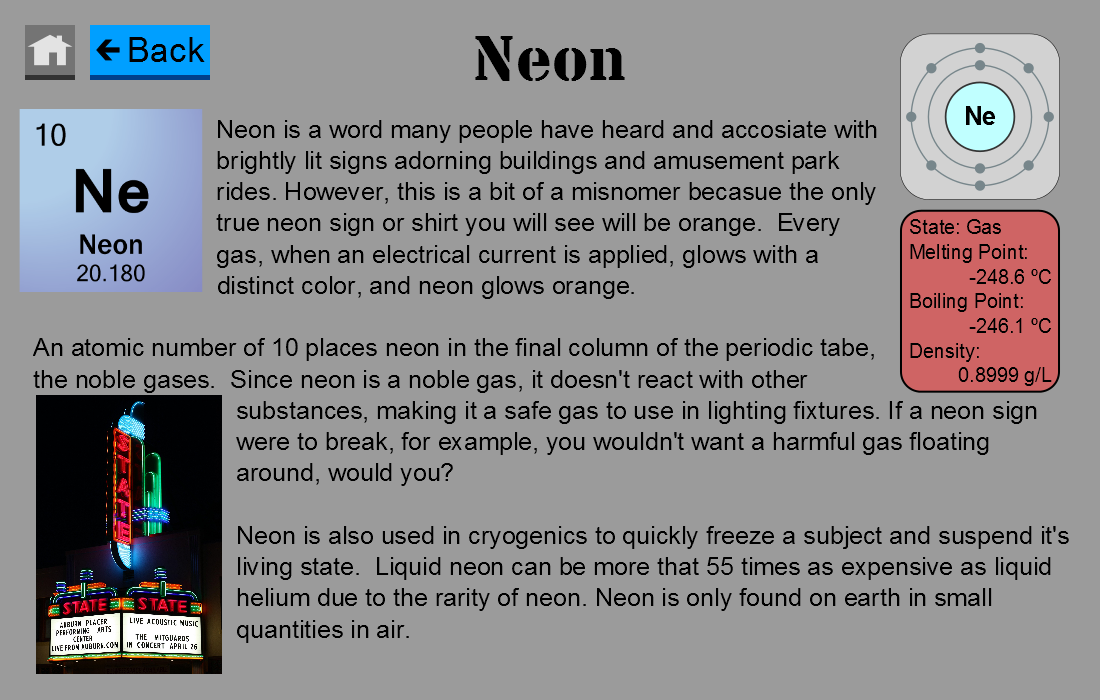 ← Back
Neon
10
Ne
Neon
20.180
Ne
Neon is a word many people have heard and accosiate with
brightly lit signs adorning buildings and amusement park
rides. However, this is a bit of a misnomer becasue the only
true neon sign or shirt you will see will be orange.  Every
gas, when an electrical current is applied, glows with a
distinct color, and neon glows orange.
State: Gas
Melting Point:
-248.6 ºC
Boiling Point:
-246.1 ºC
Density:
0.8999 g/L
An atomic number of 10 places neon in the final column of the periodic tabe,
the noble gases.  Since neon is a noble gas, it doesn't react with other
substances, making it a safe gas to use in lighting fixtures. If a neon sign
were to break, for example, you wouldn't want a harmful gas floating
around, would you?
Neon is also used in cryogenics to quickly freeze a subject and suspend it's
living state.  Liquid neon can be more that 55 times as expensive as liquid
helium due to the rarity of neon. Neon is only found on earth in small
quantities in air.
STATE
STATE
STATE
AUBURN PLACER
PERFORMING ARTS
CENTER
LIVE FROM AUBURN.COM
LIVE ACOUSTIC MUSIC
THE VITGUARDS
IN CONCERT APRIL 26